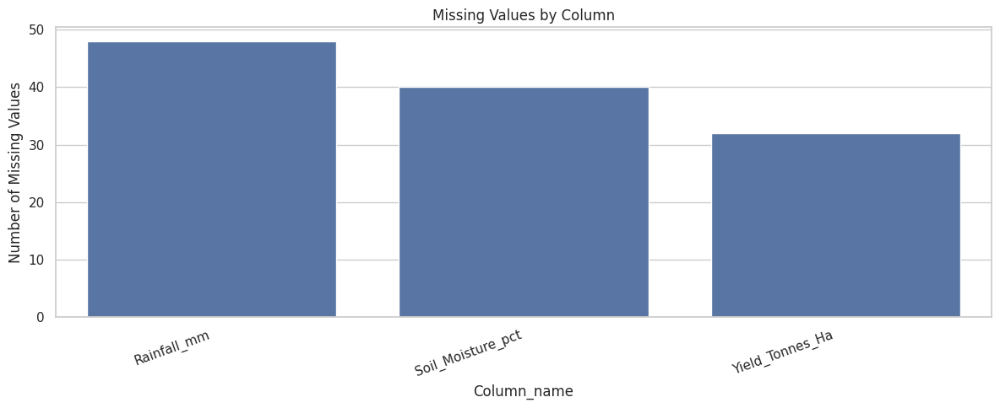 Missing Values by Column
Number of Missing Values
50
40
30
20
10
0
Rainfall_mm
Soil_Moisture_pct
Yield_Tonnes_Ha
Column_name